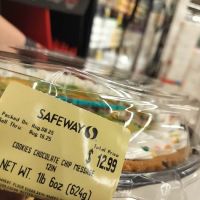 SAFEWAY
Packed On: Aug.08.25
Sell Thru: Aug.16.25
Total Price
$12.99
COOKIES CHOCOLATE CHIP MESSAGE
12IN
NET WT. 1lb 6oz (624g)